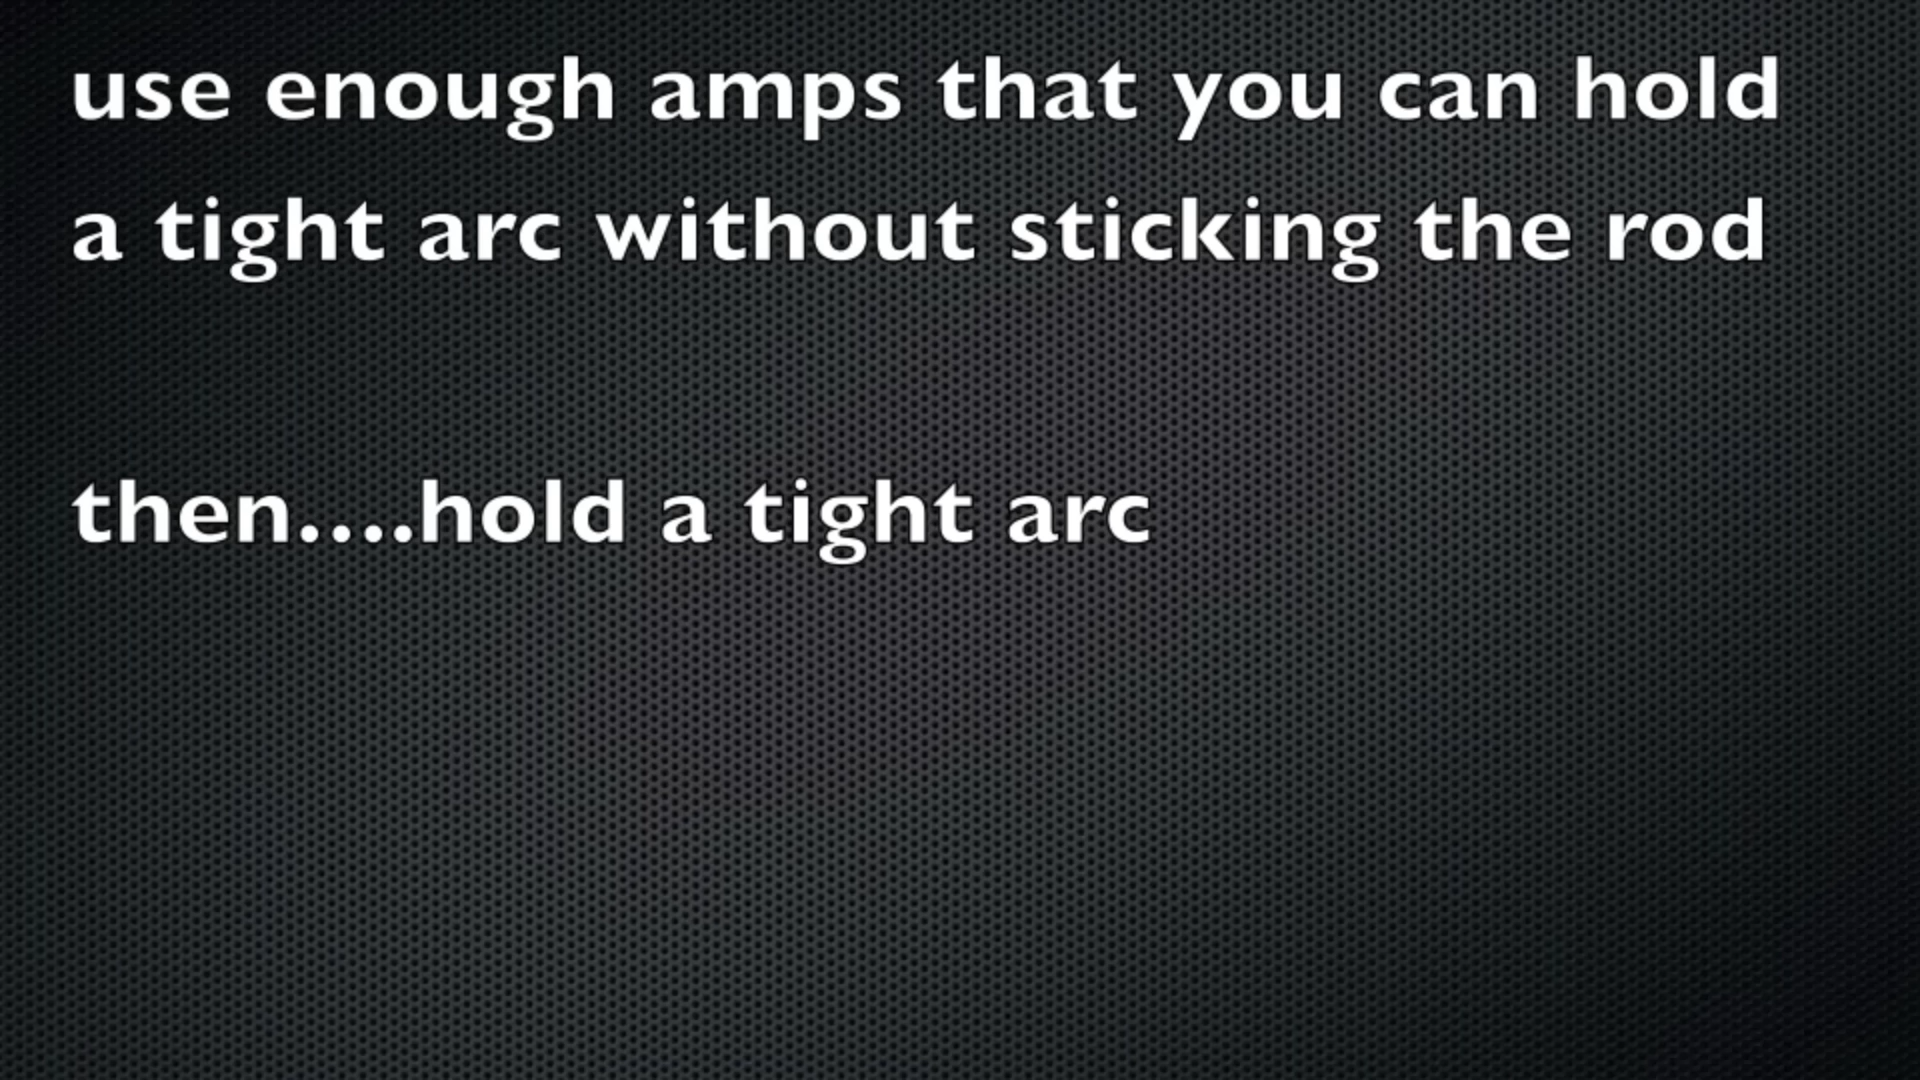 use enough amps that you can hold
a tight arc without sticking the rod
then....hold a tight arc